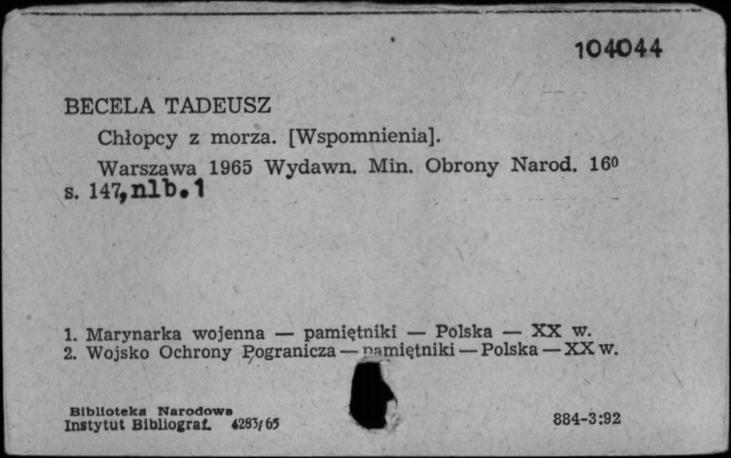 104044
BECELA TADEUSZ
Chłopcy z morza. [Wspomnienia].
Warszawa 1965 Wydawn. Min. Obrony Narod. 16⁰
s. 147, nlb. 1
1. Marynarka wojenna — pamiętniki — Polska — XX w.
2. Wojsko Ochrony Pogranicza — pamiętniki — Polska — XX w.
Biblioteka Narodowa
Instytut Bibliograf. 4283/65
884-3:92